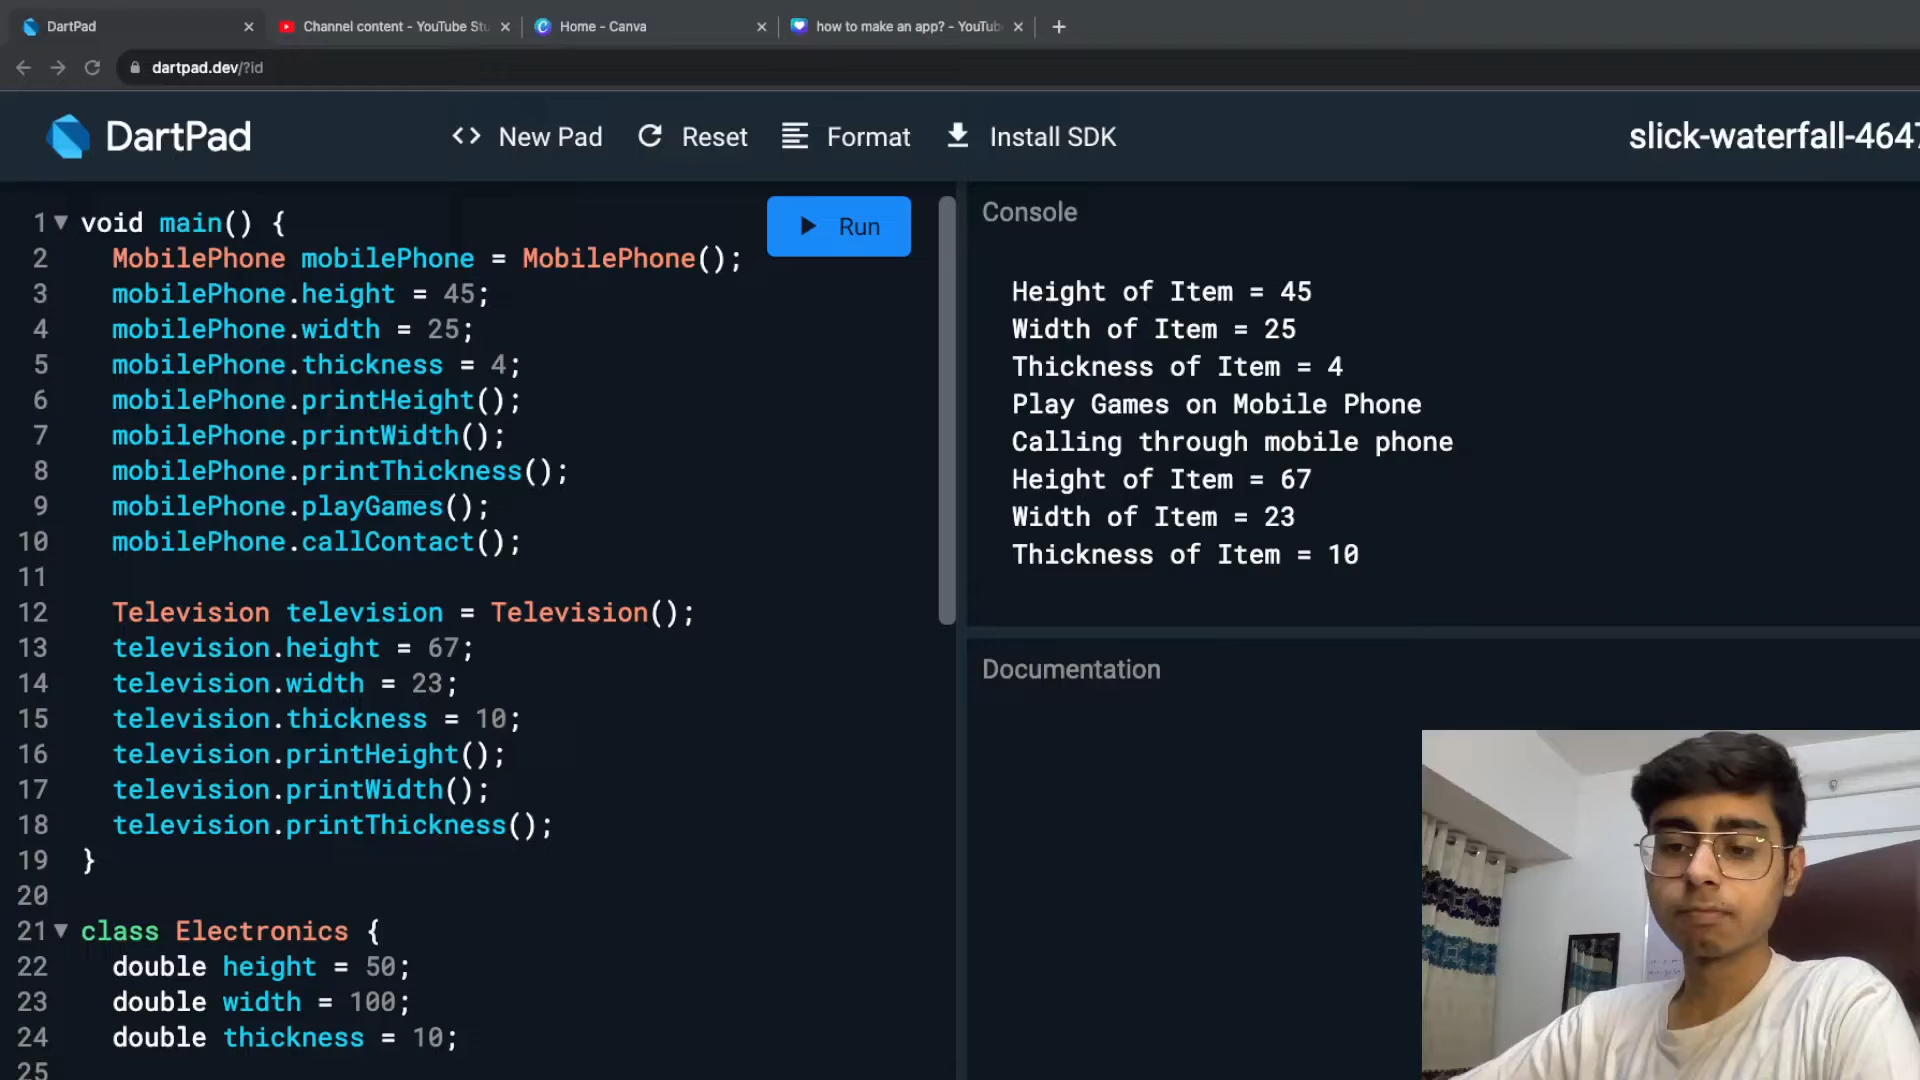 DartPad
Channel content - YouTube Stu
Home - Canva
how to make an app? - YouTub
dartpad.dev/?id
DartPad
New Pad
Reset
Format
Install SDK
slick-waterfall-4647
Run
1 void main() {
2 MobilePhone mobilePhone = MobilePhone();
3 mobilePhone.height = 45;
4 mobilePhone.width = 25;
5 mobilePhone.thickness = 4;
6 mobilePhone.printHeight();
7 mobilePhone.printWidth();
8 mobilePhone.printThickness();
9 mobilePhone.playGames();
10 mobilePhone.callContact();
11
12 Television television = Television();
13 television.height = 67;
14 television.width = 23;
15 television.thickness = 10;
16 television.printHeight();
17 television.printWidth();
18 television.printThickness();
19 }
20
21 class Electronics {
22 double height = 50;
23 double width = 100;
24 double thickness = 10;
25
Console
Height of Item = 45
Width of Item = 25
Thickness of Item = 4
Play Games on Mobile Phone
Calling through mobile phone
Height of Item = 67
Width of Item = 23
Thickness of Item = 10
Documentation